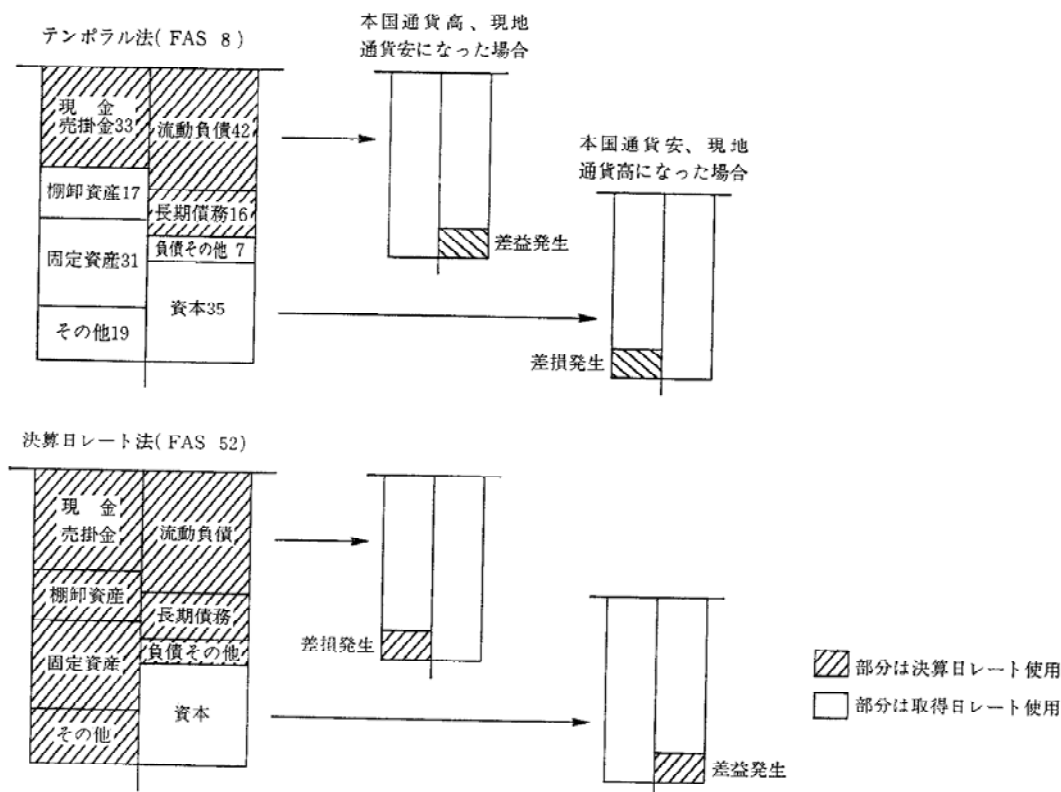 テンポラル法(FAS 8)
本国通貨高、現地
通貨安になった場合
現 金
売掛金33
流動負債42
棚卸資産17
長期債務16
固定資産31
負債その他 7
資本35
その他19
差益発生
本国通貨安、現地
通貨高になった場合
差損発生
決算日レート法(FAS 52)
現 金
売掛金
流動負債
棚卸資産
長期債務
固定資産
負債その他
資本
その他
差損発生
差益発生
部分は決算日レート使用
部分は取得日レート使用